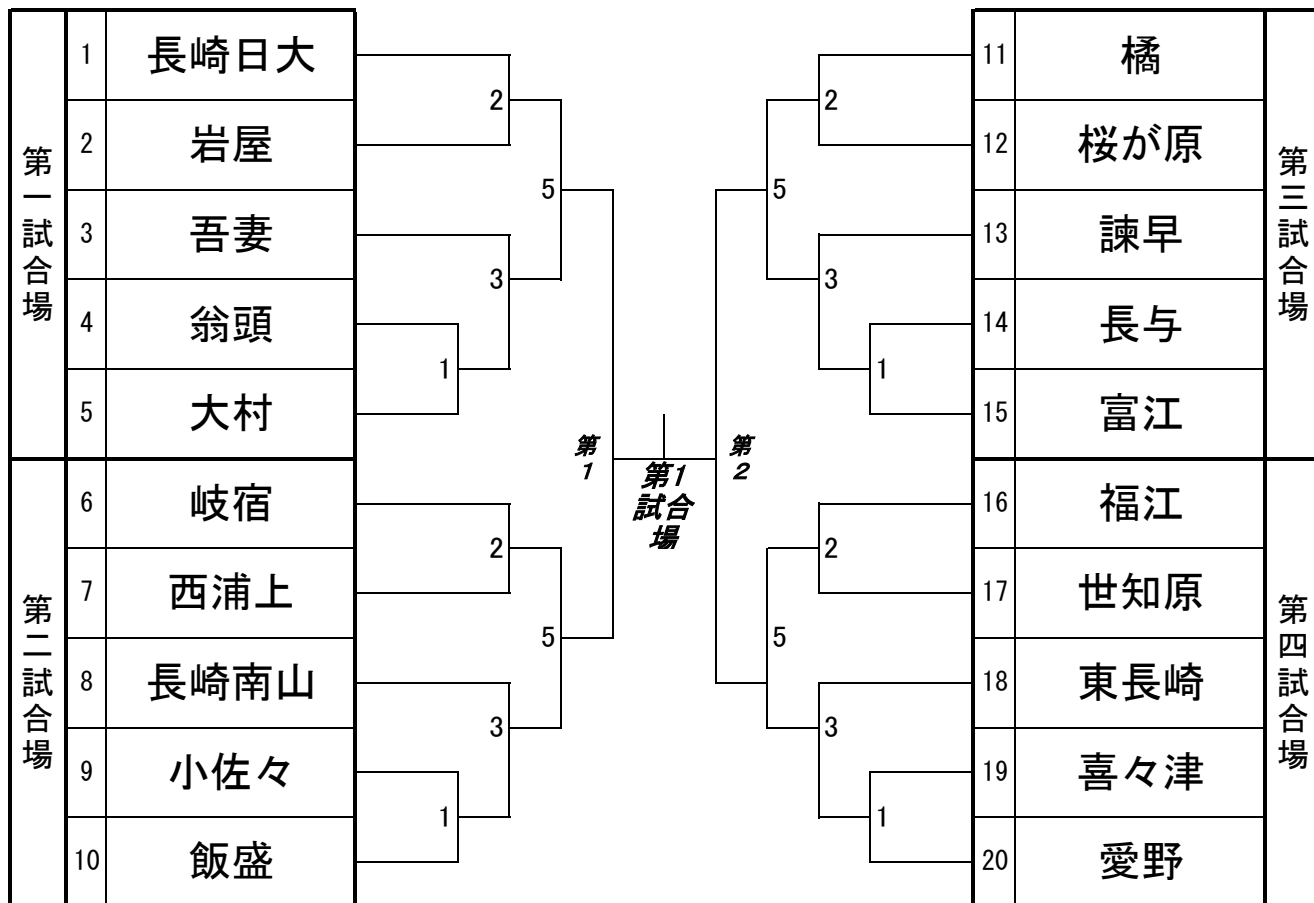 第一試合場
1 長崎日大
2 岩屋
3 吾妻
4 翁頭
5 大村
2
3
1
5
第二試合場
6 岐宿
7 西浦上
8 長崎南山
9 小佐々
10 飯盛
2
3
1
5
第1
第1
試合
場
第2
11 橘
12 桜が原
13 諫早
14 長与
15 富江
2
3
1
5
第三試合場
16 福江
17 世知原
18 東長崎
19 喜々津
20 愛野
2
3
1
5
第四試合場